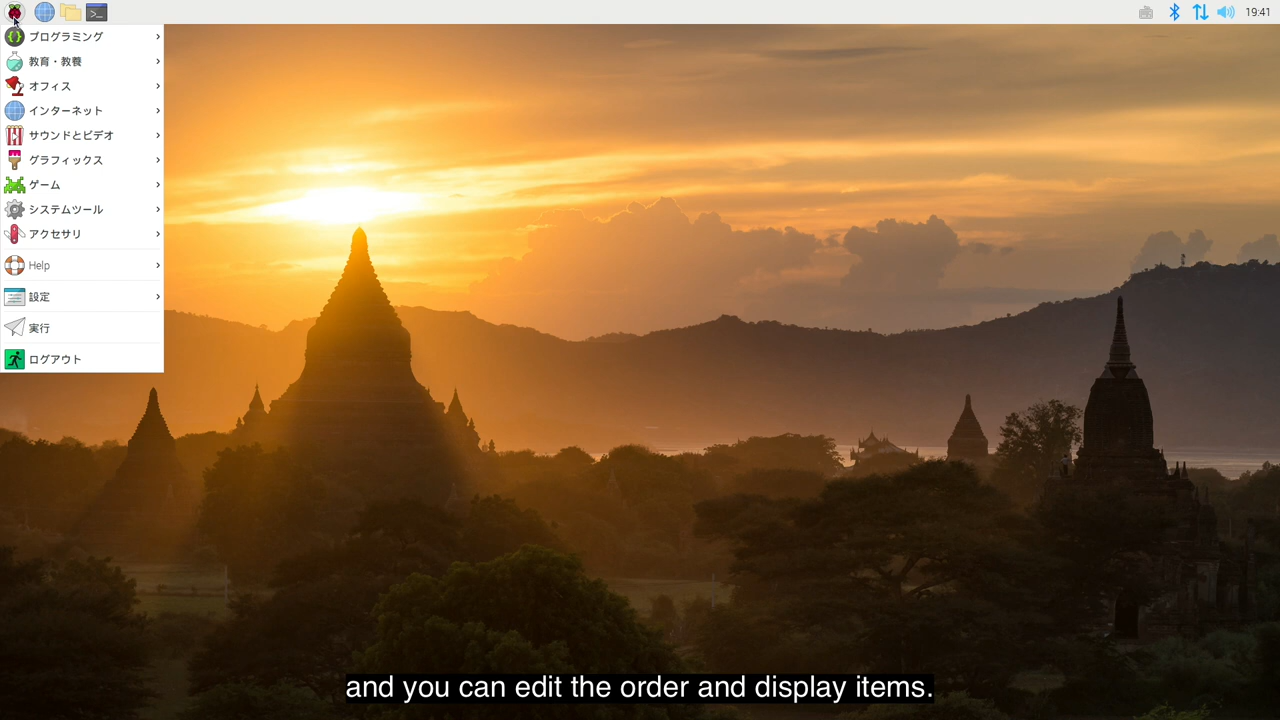 19:41
プログラミング
教育・教養
オフィス
インターネット
サウンドとビデオ
グラフィックス
ゲーム
システムツール
アクセサリ
Help
設定
実行
ログアウト
and you can edit the order and display items.